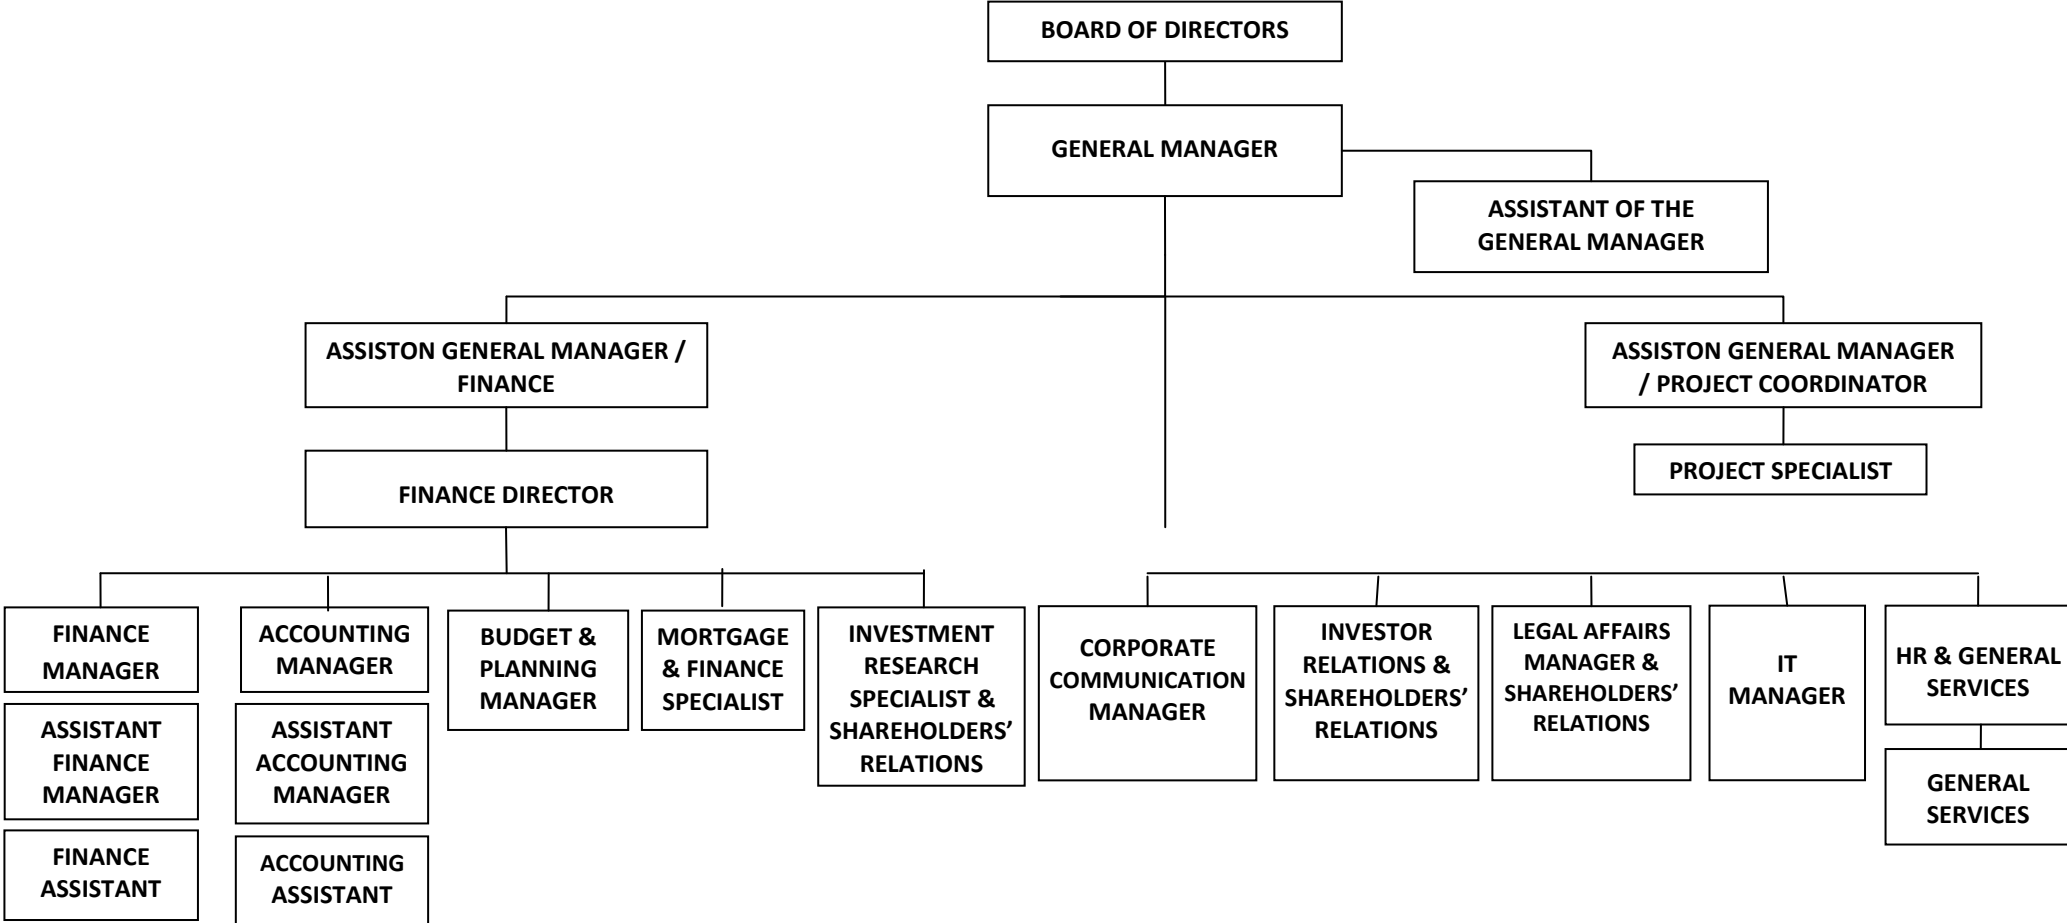 BOARD OF DIRECTORS
GENERAL MANAGER
ASSISTANT OF THE
GENERAL MANAGER
ASSISTON GENERAL MANAGER /
FINANCE
ASSISTON GENERAL MANAGER
/ PROJECT COORDINATOR
FINANCE DIRECTOR
PROJECT SPECIALIST
FINANCE
MANAGER
ACCOUNTING
MANAGER
BUDGET &
PLANNING
MANAGER
MORTGAGE
& FINANCE
SPECIALIST
INVESTMENT
RESEARCH
SPECIALIST &
SHAREHOLDERS’
RELATIONS
CORPORATE
COMMUNICATION
MANAGER
INVESTOR
RELATIONS &
SHAREHOLDERS’
RELATIONS
LEGAL AFFAIRS
MANAGER &
SHAREHOLDERS’
RELATIONS
IT
MANAGER
HR & GENERAL
SERVICES
ASSISTANT
FINANCE
MANAGER
ASSISTANT
ACCOUNTING
MANAGER
GENERAL
SERVICES
FINANCE
ASSISTANT
ACCOUNTING
ASSISTANT